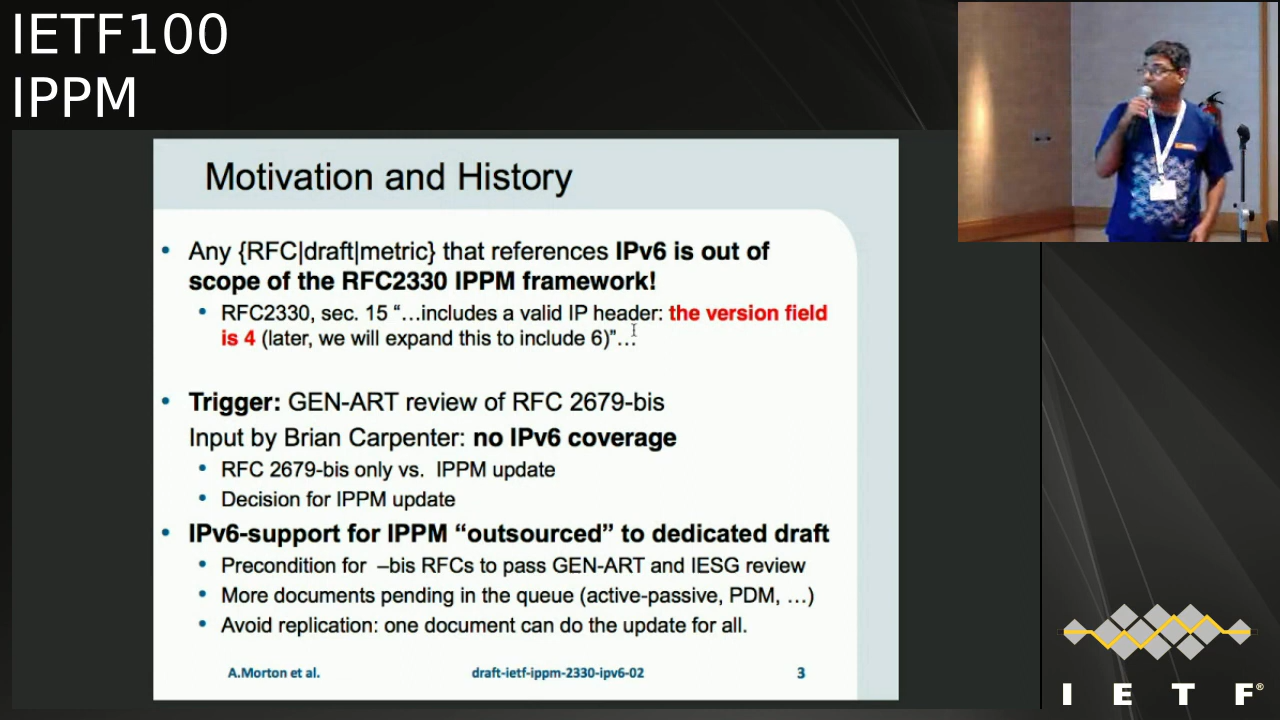 IETF100
IPPM
Motivation and History
• Any {RFC|draft|metric} that references IPv6 is out of
scope of the RFC2330 IPPM framework!
• RFC2330, sec. 15 “…includes a valid IP header: the version field
is 4 (later, we will expand this to include 6)”…
• Trigger: GEN-ART review of RFC 2679-bis
Input by Brian Carpenter: no IPv6 coverage
• RFC 2679-bis only vs. IPPM update
• Decision for IPPM update
• IPv6-support for IPPM “outsourced” to dedicated draft
• Precondition for –bis RFCs to pass GEN-ART and IESG review
• More documents pending in the queue (active-passive, PDM, …)
• Avoid replication: one document can do the update for all.
A.Morton et al. draft-ietf-ippm-2330-ipv6-02 3
I E T F®